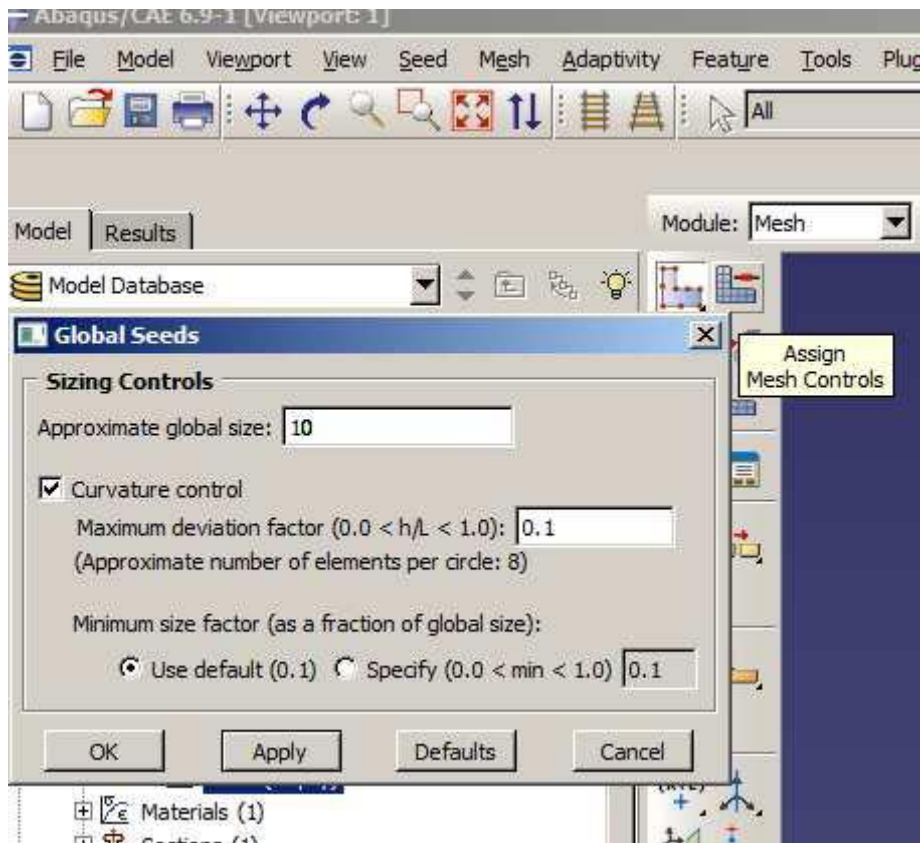 Abaqus/CAE 6.9-1 [Viewport: 1]
File Model Viewport View Seed Mesh Adaptivity Feature Tools Plug
All
Model Results
Module: Mesh
Model Database
Global Seeds
Assign
Mesh Controls
Sizing Controls
Approximate global size: 10
Curvature control
Maximum deviation factor (0.0 < h/L < 1.0): 0.1
(Approximate number of elements per circle: 8)
Minimum size factor (as a fraction of global size):
Use default (0.1) Specify (0.0 < min < 1.0) 0.1
OK Apply Defaults Cancel
Materials (1)
Sections (1)